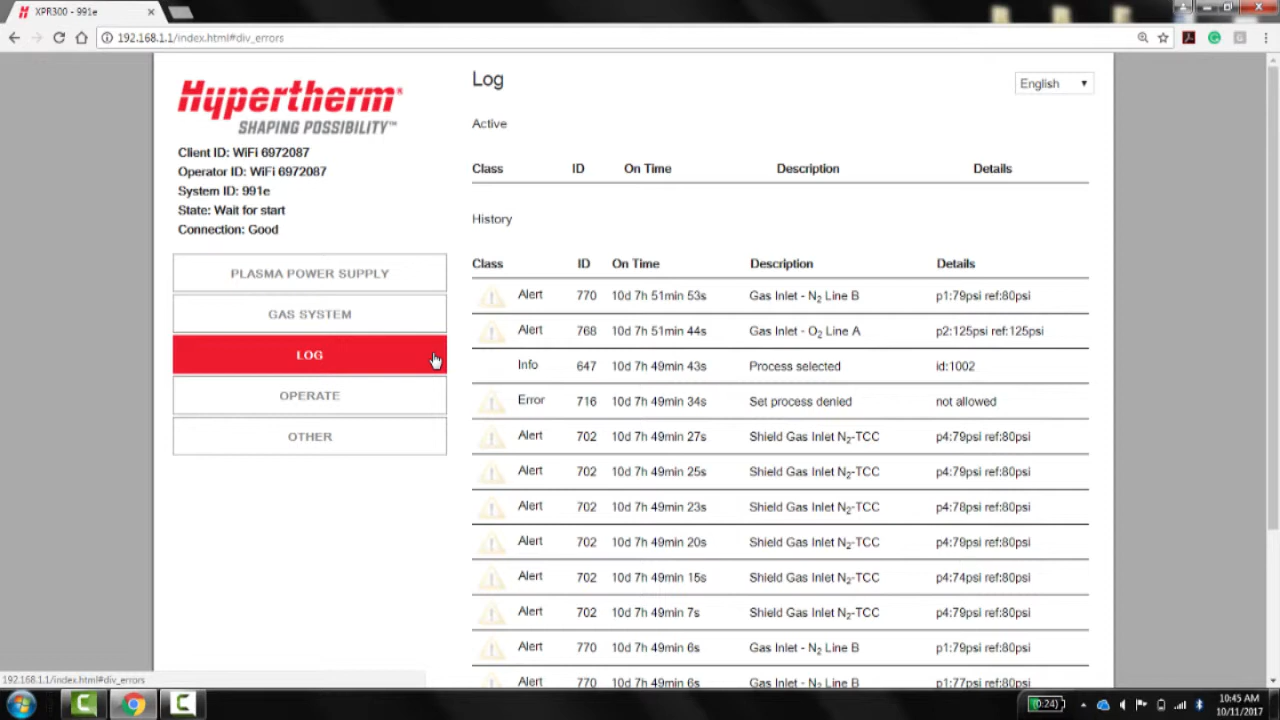 XPR300 - 991e
192.168.1.1/index.html#div_errors
Hypertherm®
SHAPING POSSIBILITY™
Client ID: WiFi 6972087
Operator ID: WiFi 6972087
System ID: 991e
State: Wait for start
Connection: Good
PLASMA POWER SUPPLY
GAS SYSTEM
LOG
OPERATE
OTHER
Log
English
Active
Class ID On Time Description Details
History
Class ID On Time Description Details
Alert 770 10d 7h 51min 53s Gas Inlet - N₂ Line B p1:79psi ref:80psi
Alert 768 10d 7h 51min 44s Gas Inlet - O₂ Line A p2:125psi ref:125psi
Info 647 10d 7h 49min 43s Process selected id:1002
Error 716 10d 7h 49min 34s Set process denied not allowed
Alert 702 10d 7h 49min 27s Shield Gas Inlet N₂-TCC p4:79psi ref:80psi
Alert 702 10d 7h 49min 25s Shield Gas Inlet N₂-TCC p4:79psi ref:80psi
Alert 702 10d 7h 49min 23s Shield Gas Inlet N₂-TCC p4:78psi ref:80psi
Alert 702 10d 7h 49min 20s Shield Gas Inlet N₂-TCC p4:79psi ref:80psi
Alert 702 10d 7h 49min 15s Shield Gas Inlet N₂-TCC p4:74psi ref:80psi
Alert 702 10d 7h 49min 7s Shield Gas Inlet N₂-TCC p4:79psi ref:80psi
Alert 770 10d 7h 49min 6s Gas Inlet - N₂ Line B p1:79psi ref:80psi
Alert 770 10d 7h 49min 6s Gas Inlet - N₂ Line B p1:77psi ref:80psi
192.168.1.1/index.html#div_errors
(0:24)
10:45 AM
10/11/2017